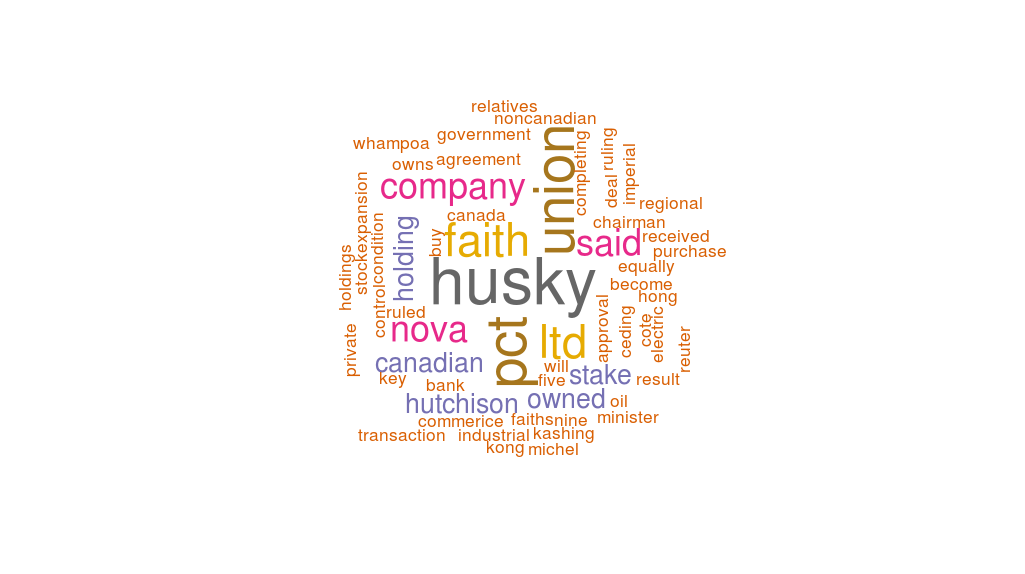 relatives
noncanadian
government
whampoa
owns
agreement
union
completing
ruling
deal
imperial
company
regional
canada
chairman
expansion
stock
condition
holding
buy
faith
said
received
purchase
equally
husky
holdings
control
become
hong
ruled
nova
pct
ltd
approval
ceding
cote
electric
reuter
private
canadian
will
key
bank
five
stake
result
hutchison
owned
oil
commerice
faiths
nine
minister
transaction
industrial
kashing
kong
michel